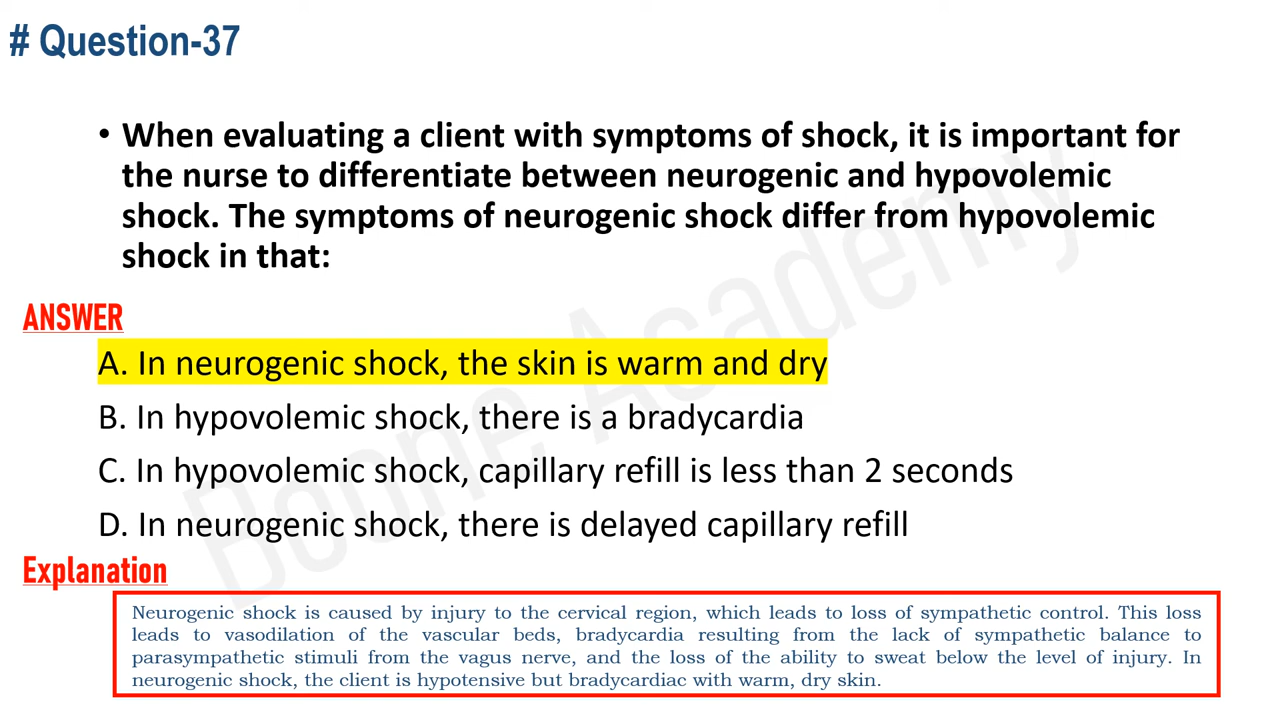 # Question-37
• When evaluating a client with symptoms of shock, it is important for
the nurse to differentiate between neurogenic and hypovolemic
shock. The symptoms of neurogenic shock differ from hypovolemic
shock in that:
ANSWER
A. In neurogenic shock, the skin is warm and dry
B. In hypovolemic shock, there is a bradycardia
C. In hypovolemic shock, capillary refill is less than 2 seconds
D. In neurogenic shock, there is delayed capillary refill
Explanation
Neurogenic shock is caused by injury to the cervical region, which leads to loss of sympathetic control. This loss
leads to vasodilation of the vascular beds, bradycardia resulting from the lack of sympathetic balance to
parasympathetic stimuli from the vagus nerve, and the loss of the ability to sweat below the level of injury. In
neurogenic shock, the client is hypotensive but bradycardiac with warm, dry skin.
Boone Academy